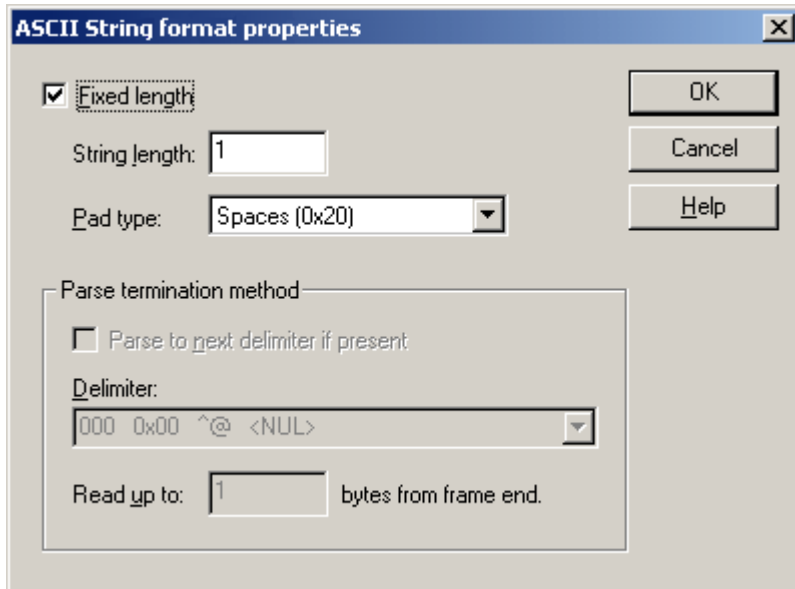 ASCII String format properties
Fixed length
OK
String length: 1
Cancel
Pad type: Spaces (0x20)
Help
Parse termination method
Parse to next delimiter if present
Delimiter:
000 0x00 ^@ <NUL>
Read up to: 1 bytes from frame end.